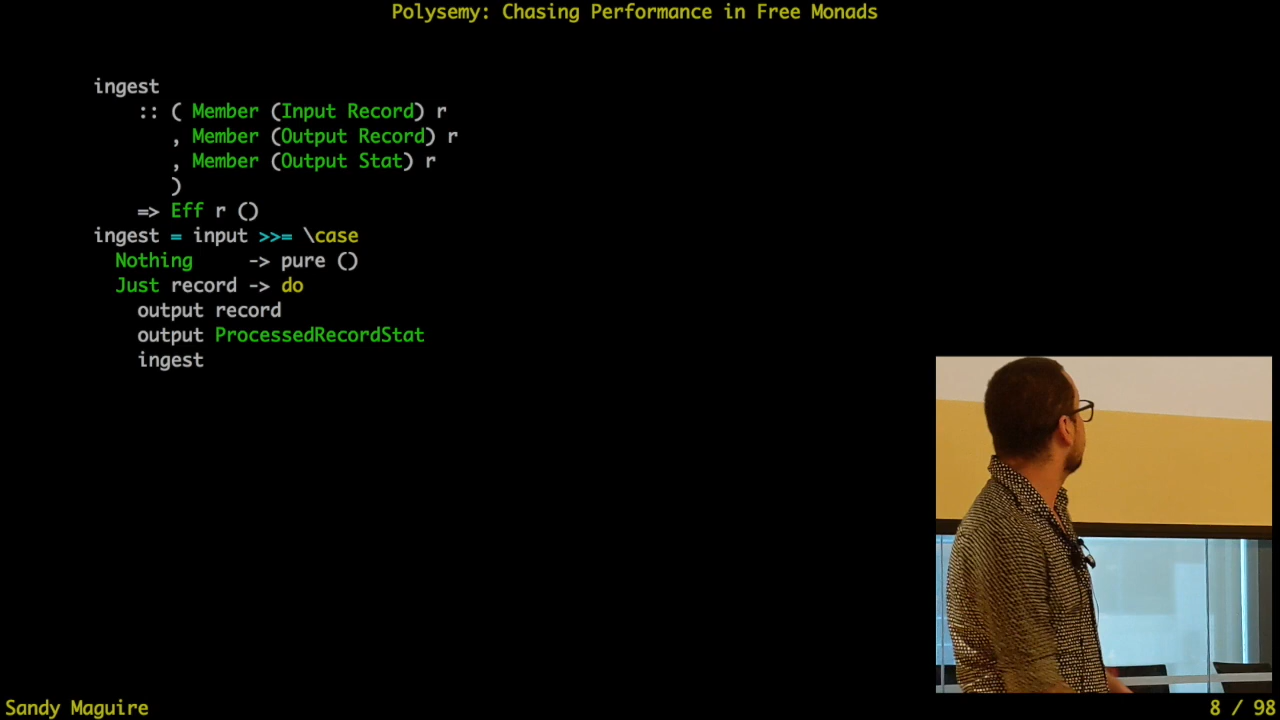 Polysemy: Chasing Performance in Free Monads
ingest
:: ( Member (Input Record) r
, Member (Output Record) r
, Member (Output Stat) r
)
=> Eff r ()
ingest = input >>= \case
Nothing -> pure ()
Just record -> do
output record
output ProcessedRecordStat
ingest
Sandy Maguire
8 / 98